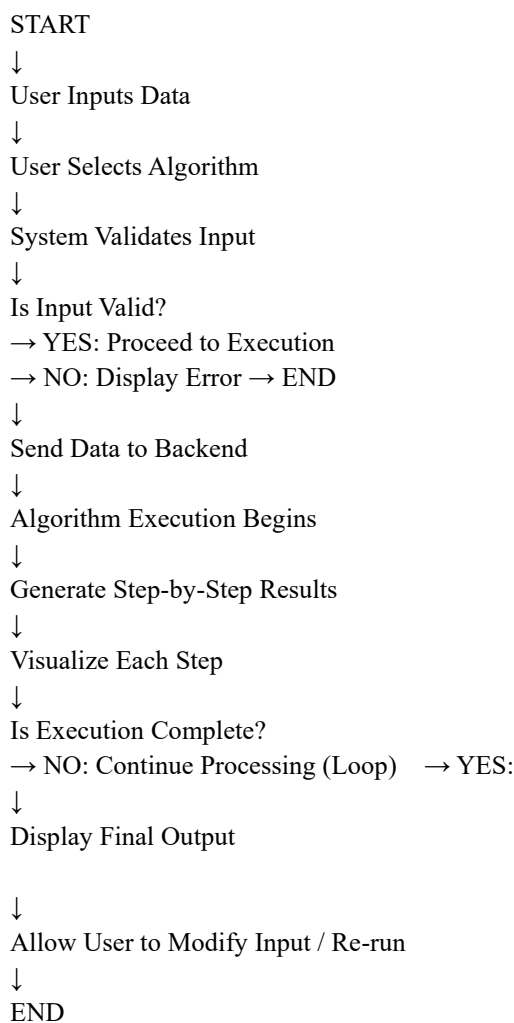 START
↓
User Inputs Data
↓
User Selects Algorithm
↓
System Validates Input
↓
Is Input Valid?
→ YES: Proceed to Execution
→ NO: Display Error → END
↓
Send Data to Backend
↓
Algorithm Execution Begins
↓
Generate Step-by-Step Results
↓
Visualize Each Step
↓
Is Execution Complete?
→ NO: Continue Processing (Loop) → YES:
↓
Display Final Output
↓
Allow User to Modify Input / Re-run
↓
END